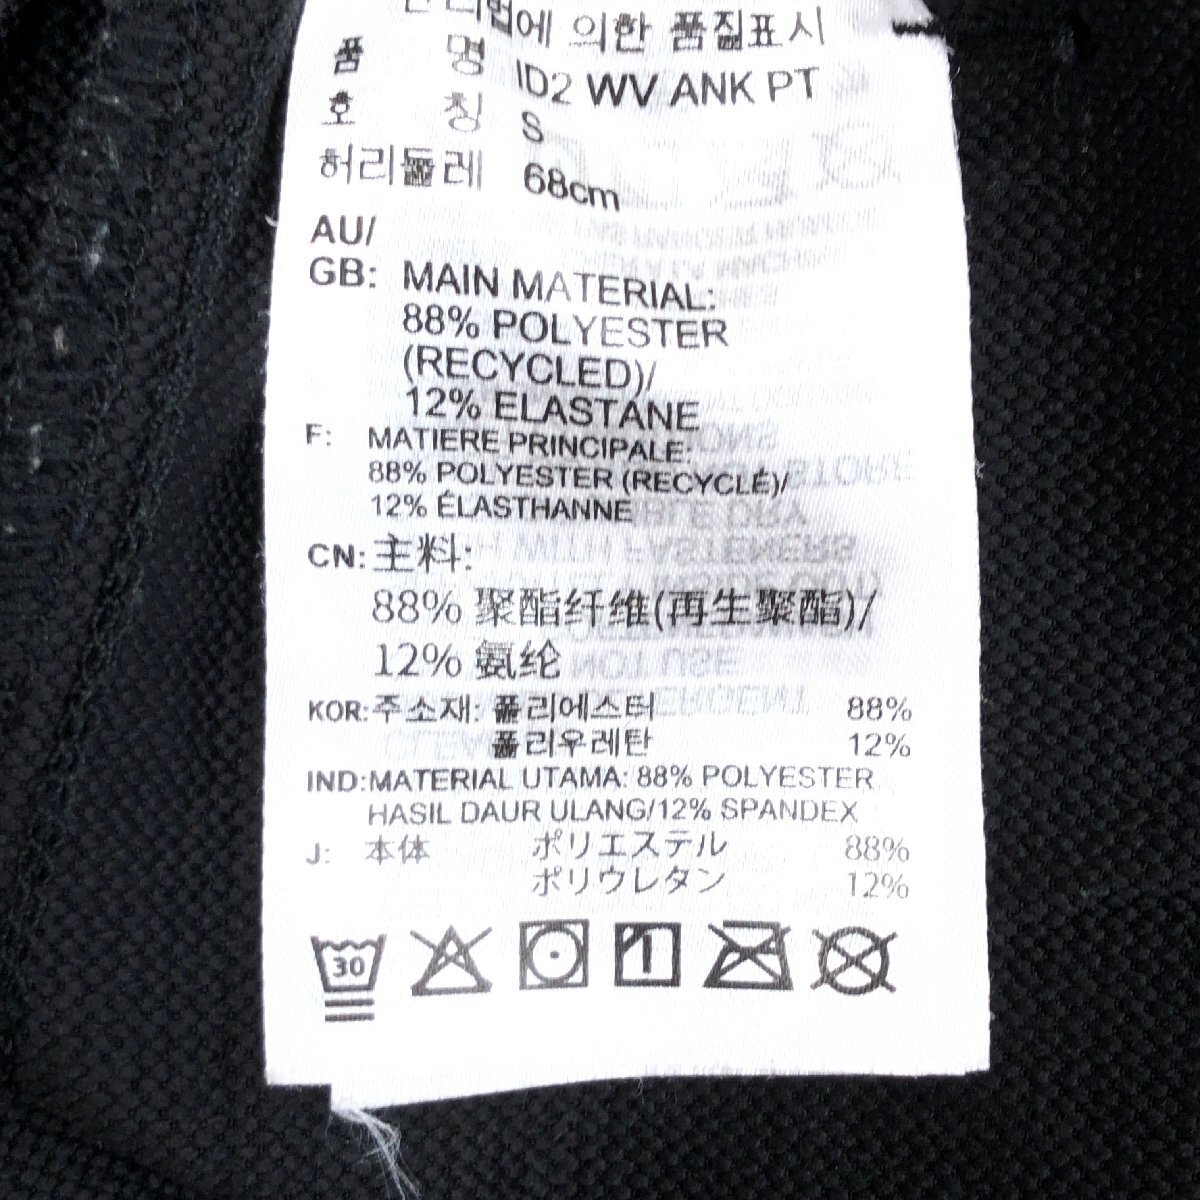 법에 의한 품질표시
품 명 ID2 WV ANK PT
호 칭 S
허리둘레 68cm
AU/
GB: MAIN MATERIAL:
88% POLYESTER
(RECYCLED)/
12% ELASTANE
F: MATIERE PRINCIPALE:
88% POLYESTER (RECYCLÉ)/
12% ÉLASTHANNE
CN: 主料:
88% 聚酯纤维(再生聚酯)/
12% 氨纶
KOR: 주소재: 폴리에스터 88%
폴리우레탄 12%
IND: MATERIAL UTAMA: 88% POLYESTER
HASIL DAUR ULANG/12% SPANDEX
J: 本体 ポリエステル 88%
ポリウレタン 12%
30 1